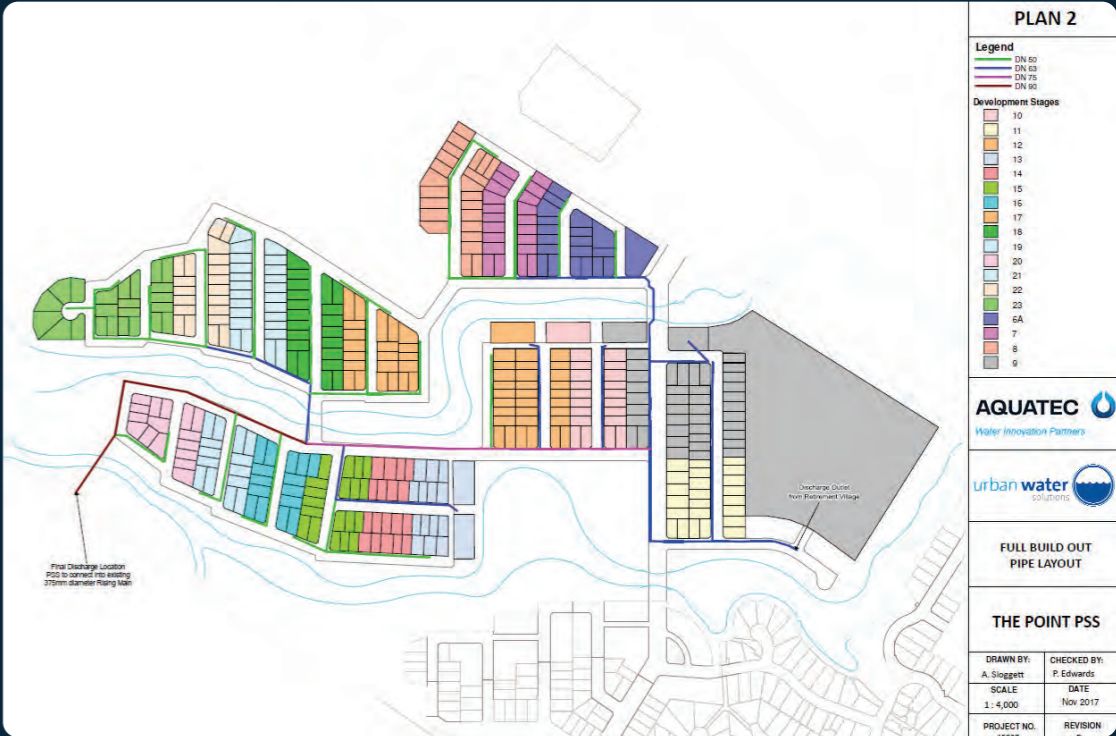 PLAN 2
Legend
DN 50
DN 63
DN 75
DN 90
Development Stages
10
11
12
13
14
15
16
17
18
19
20
21
22
23
6A
7
8
9
AQUATEC
Water Innovation Partners
urban water
solutions
FULL BUILD OUT
PIPE LAYOUT
THE POINT PSS
DRAWN BY:
A. Sloggett
CHECKED BY:
P. Edwards
SCALE
1 : 4,000
DATE
Nov 2017
PROJECT NO.
REVISION
Discharge Outlet
from Retirement Village
Final Discharge Location
PSS to connect into existing
375mm diameter Rising Main